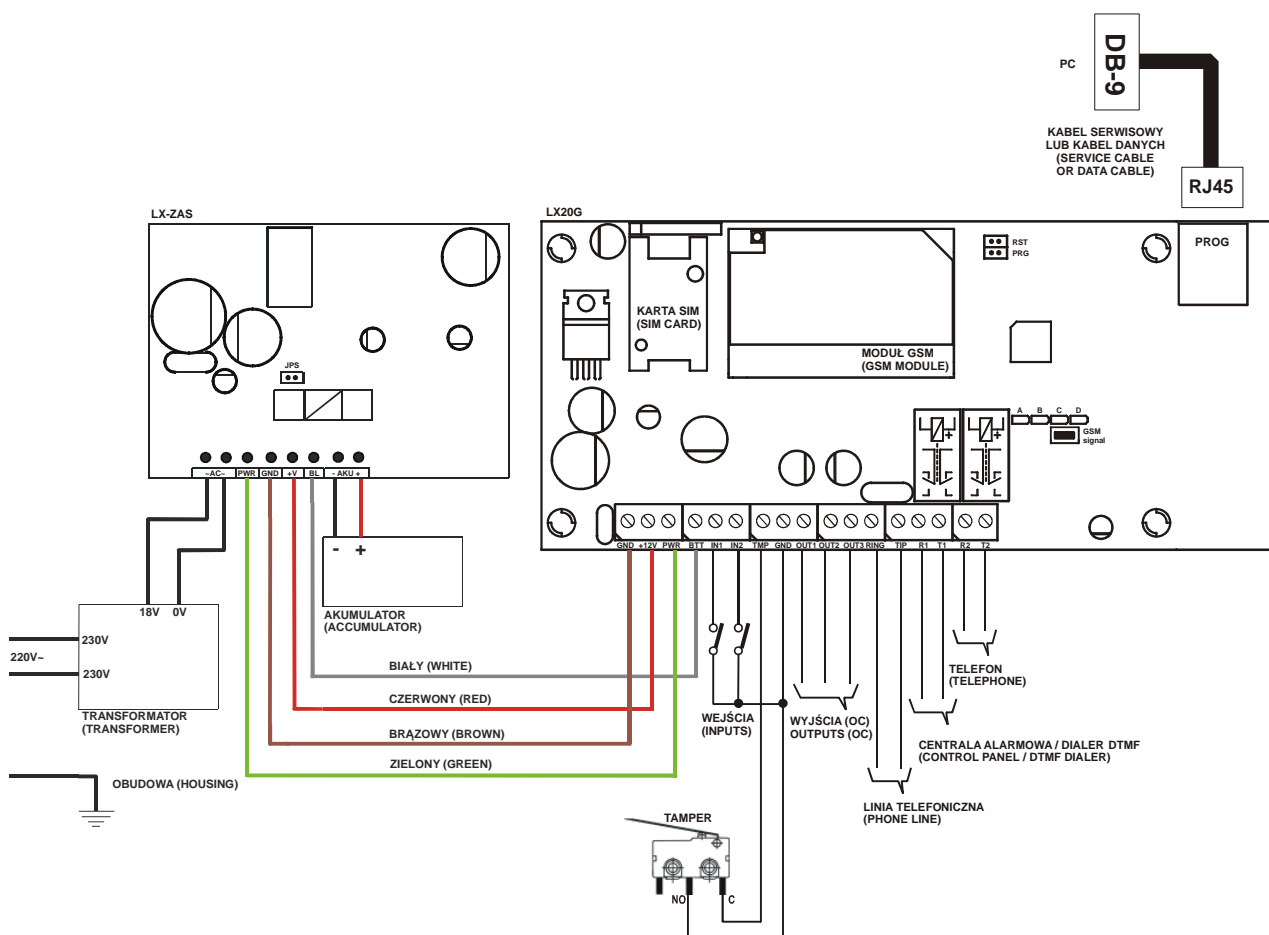 PC
DB-9
KABEL SERWISOWY
LUB KABEL DANYCH
(SERVICE CABLE
OR DATA CABLE)
RJ45
LX-ZAS
LX20G
JPS
~AC~ PWR GND +V BL - AKU +
KARTA SIM
(SIM CARD)
MODUŁ GSM
(GSM MODULE)
RST
PRG
PROG
A B C D
GSM
signal
+ +
GND +12V PWR BTT IN1 IN2 TMP GND OUT1 OUT2 OUT3 RING TIP R1 T1 R2 T2
- +
AKUMULATOR
(ACCUMULATOR)
18V 0V
230V
220V~
230V
TRANSFORMATOR
(TRANSFORMER)
OBUDOWA (HOUSING)
BIAŁY (WHITE)
CZERWONY (RED)
BRĄZOWY (BROWN)
ZIELONY (GREEN)
WEJŚCIA
(INPUTS)
WYJŚCIA (OC)
OUTPUTS (OC)
TELEFON
(TELEPHONE)
CENTRALA ALARMOWA / DIALER DTMF
(CONTROL PANEL / DTMF DIALER)
LINIA TELEFONICZNA
(PHONE LINE)
TAMPER
NO C